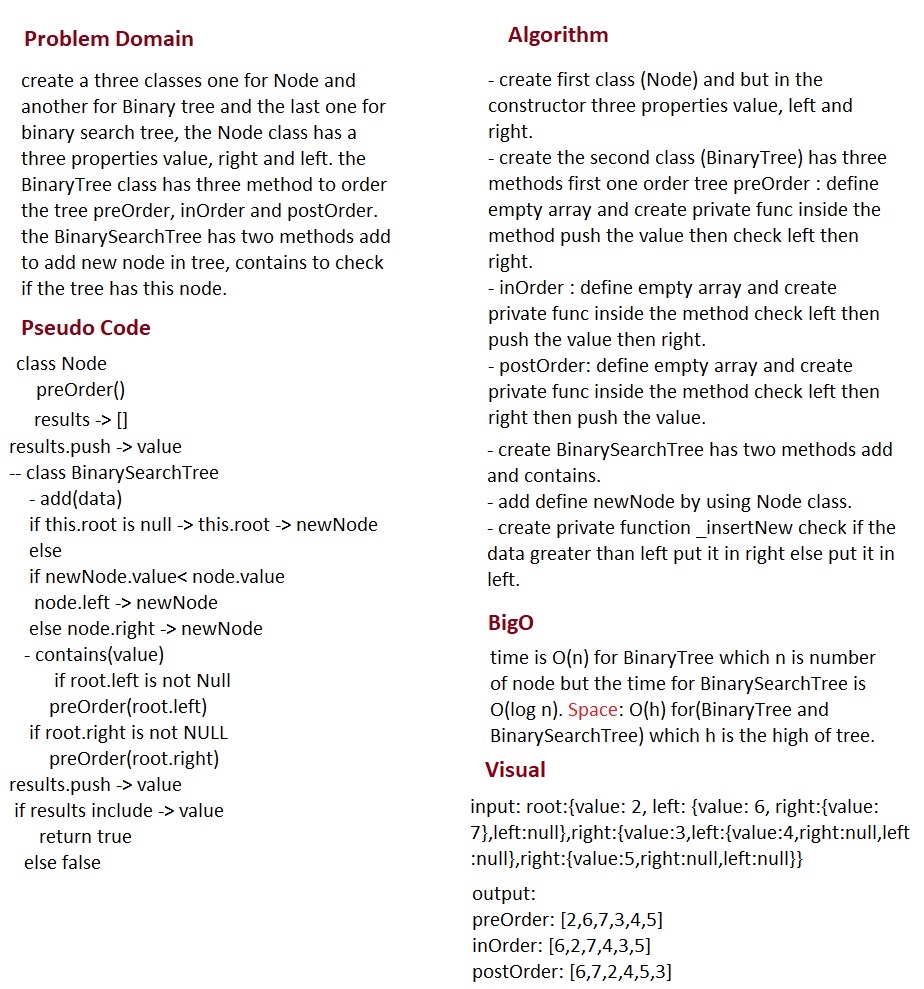 Problem Domain
create a three classes one for Node and
another for Binary tree and the last one for
binary search tree, the Node class has a
three properties value, right and left. the
BinaryTree class has three method to order
the tree preOrder, inOrder and postOrder.
the BinarySearchTree has two methods add
to add new node in tree, contains to check
if the tree has this node.
Pseudo Code
class Node
preOrder()
results -> []
results.push -> value
-- class BinarySearchTree
- add(data)
if this.root is null -> this.root -> newNode
else
if newNode.value< node.value
node.left -> newNode
else node.right -> newNode
- contains(value)
if root.left is not Null
preOrder(root.left)
if root.right is not NULL
preOrder(root.right)
results.push -> value
if results include -> value
return true
else false
Algorithm
- create first class (Node) and but in the
constructor three properties value, left and
right.
- create the second class (BinaryTree) has three
methods first one order tree preOrder : define
empty array and create private func inside the
method push the value then check left then
right.
- inOrder : define empty array and create
private func inside the method check left then
push the value then right.
- postOrder: define empty array and create
private func inside the method check left then
right then push the value.
- create BinarySearchTree has two methods add
and contains.
- add define newNode by using Node class.
- create private function _insertNew check if the
data greater than left put it in right else put it in
left.
BigO
time is O(n) for BinaryTree which n is number
of node but the time for BinarySearchTree is
O(log n). Space: O(h) for(BinaryTree and
BinarySearchTree) which h is the high of tree.
Visual
input: root:{value: 2, left: {value: 6, right:{value:
7},left:null},right:{value:3,left:{value:4,right:null,left
:null},right:{value:5,right:null,left:null}}
output:
preOrder: [2,6,7,3,4,5]
inOrder: [6,2,7,4,3,5]
postOrder: [6,7,2,4,5,3]